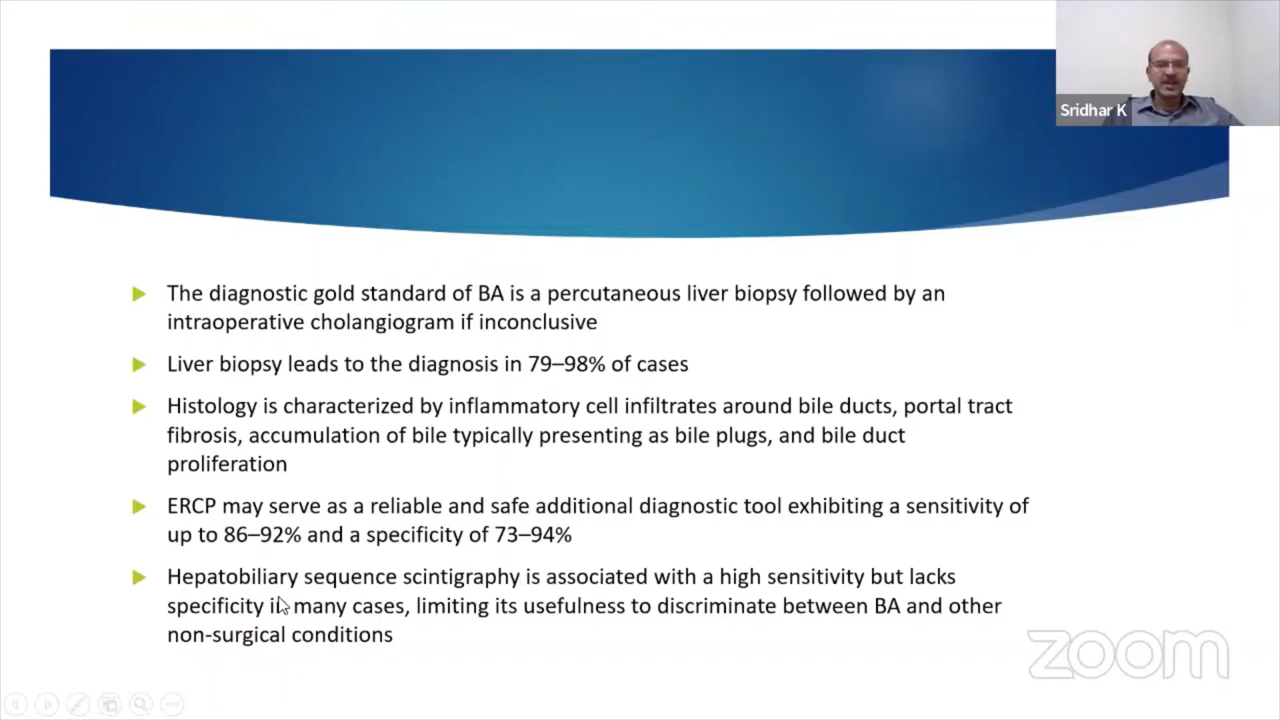 Sridhar K
The diagnostic gold standard of BA is a percutaneous liver biopsy followed by an
intraoperative cholangiogram if inconclusive
Liver biopsy leads to the diagnosis in 79–98% of cases
Histology is characterized by inflammatory cell infiltrates around bile ducts, portal tract
fibrosis, accumulation of bile typically presenting as bile plugs, and bile duct
proliferation
ERCP may serve as a reliable and safe additional diagnostic tool exhibiting a sensitivity of
up to 86–92% and a specificity of 73–94%
Hepatobiliary sequence scintigraphy is associated with a high sensitivity but lacks
specificity in many cases, limiting its usefulness to discriminate between BA and other
non-surgical conditions
zoom